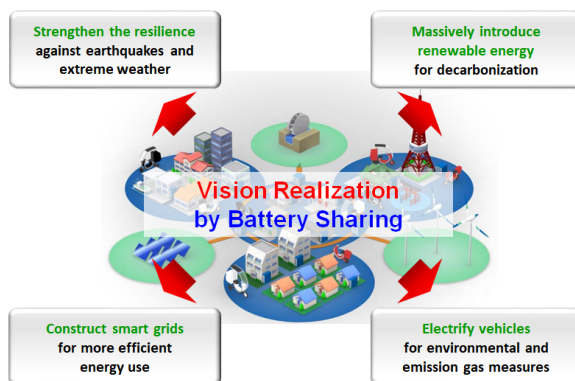 Strengthen the resilience
against earthquakes and
extreme weather
Massively introduce
renewable energy
for decarbonization
Vision Realization
by Battery Sharing
Construct smart grids
for more efficient
energy use
Electrify vehicles
for environmental and
emission gas measures